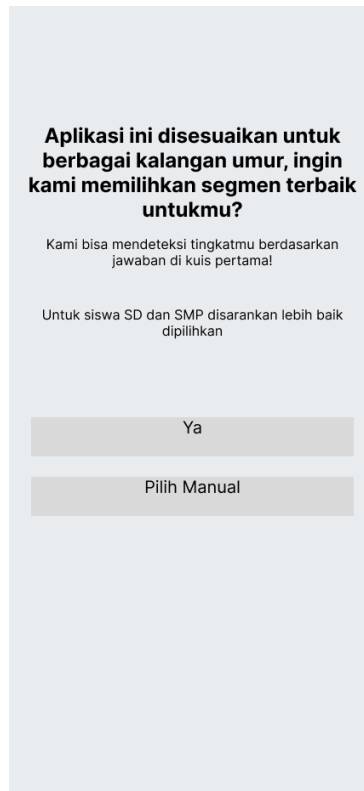 Aplikasi ini disesuaikan untuk
berbagai kalangan umur, ingin
kami memilihkan segmen terbaik
untukmu?
Kami bisa mendeteksi tingkatmu berdasarkan
jawaban di kuis pertama!
Untuk siswa SD dan SMP disarankan lebih baik
dipilihkan
Ya
Pilih Manual